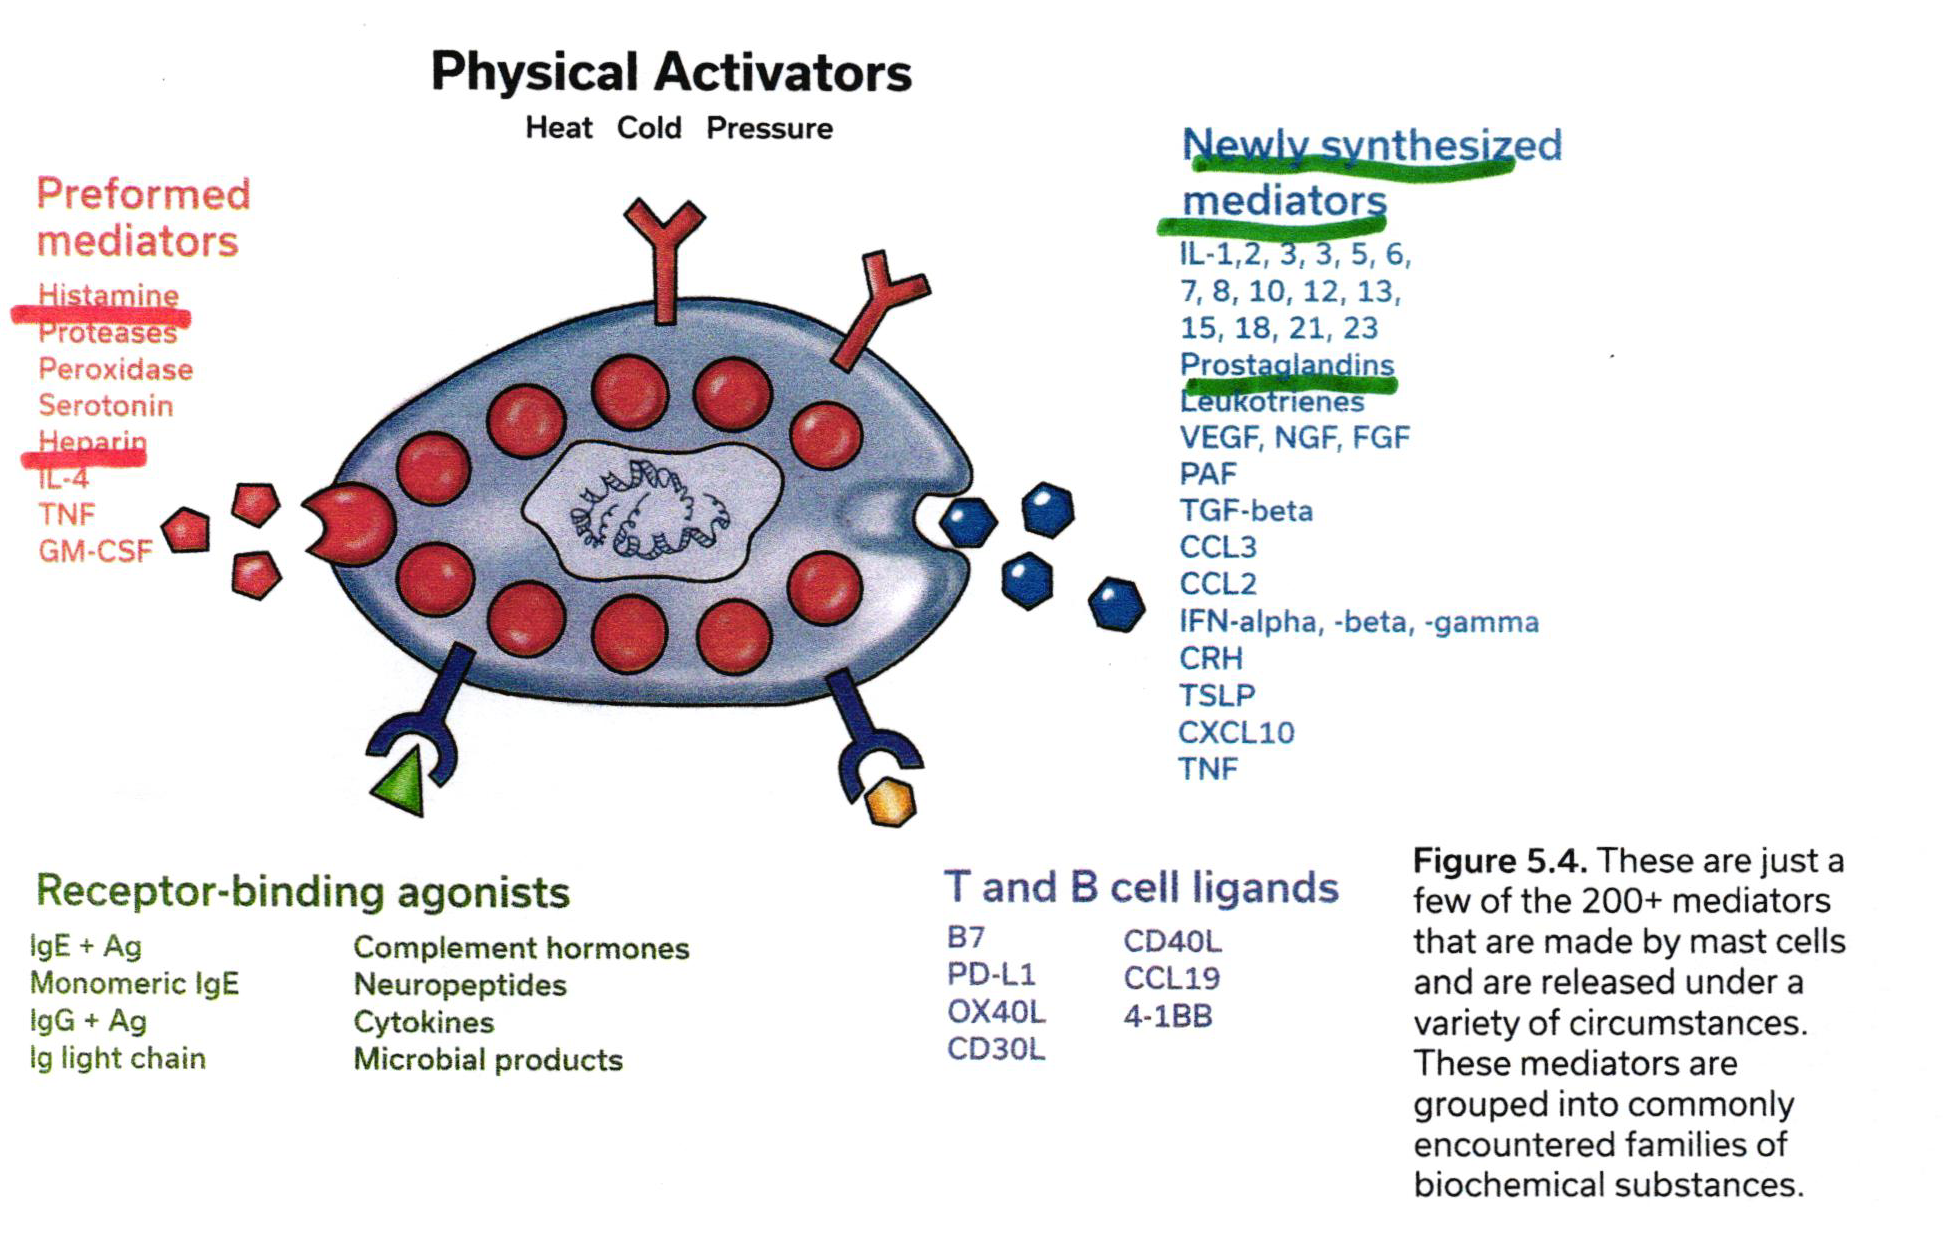 Physical Activators
Heat Cold Pressure
Preformed
mediators
Histamine
Proteases
Peroxidase
Serotonin
Heparin
IL-4
TNF
GM-CSF
Newly synthesized
mediators
IL-1,2, 3, 3, 5, 6,
7, 8, 10, 12, 13,
15, 18, 21, 23
Prostaglandins
Leukotrienes
VEGF, NGF, FGF
PAF
TGF-beta
CCL3
CCL2
IFN-alpha, -beta, -gamma
CRH
TSLP
CXCL10
TNF
Receptor-binding agonists
IgE + Ag
Monomeric IgE
IgG + Ag
Ig light chain
Complement hormones
Neuropeptides
Cytokines
Microbial products
T and B cell ligands
B7
PD-L1
OX40L
CD30L
CD40L
CCL19
4-1BB
Figure 5.4. These are just a
few of the 200+ mediators
that are made by mast cells
and are released under a
variety of circumstances.
These mediators are
grouped into commonly
encountered families of
biochemical substances.